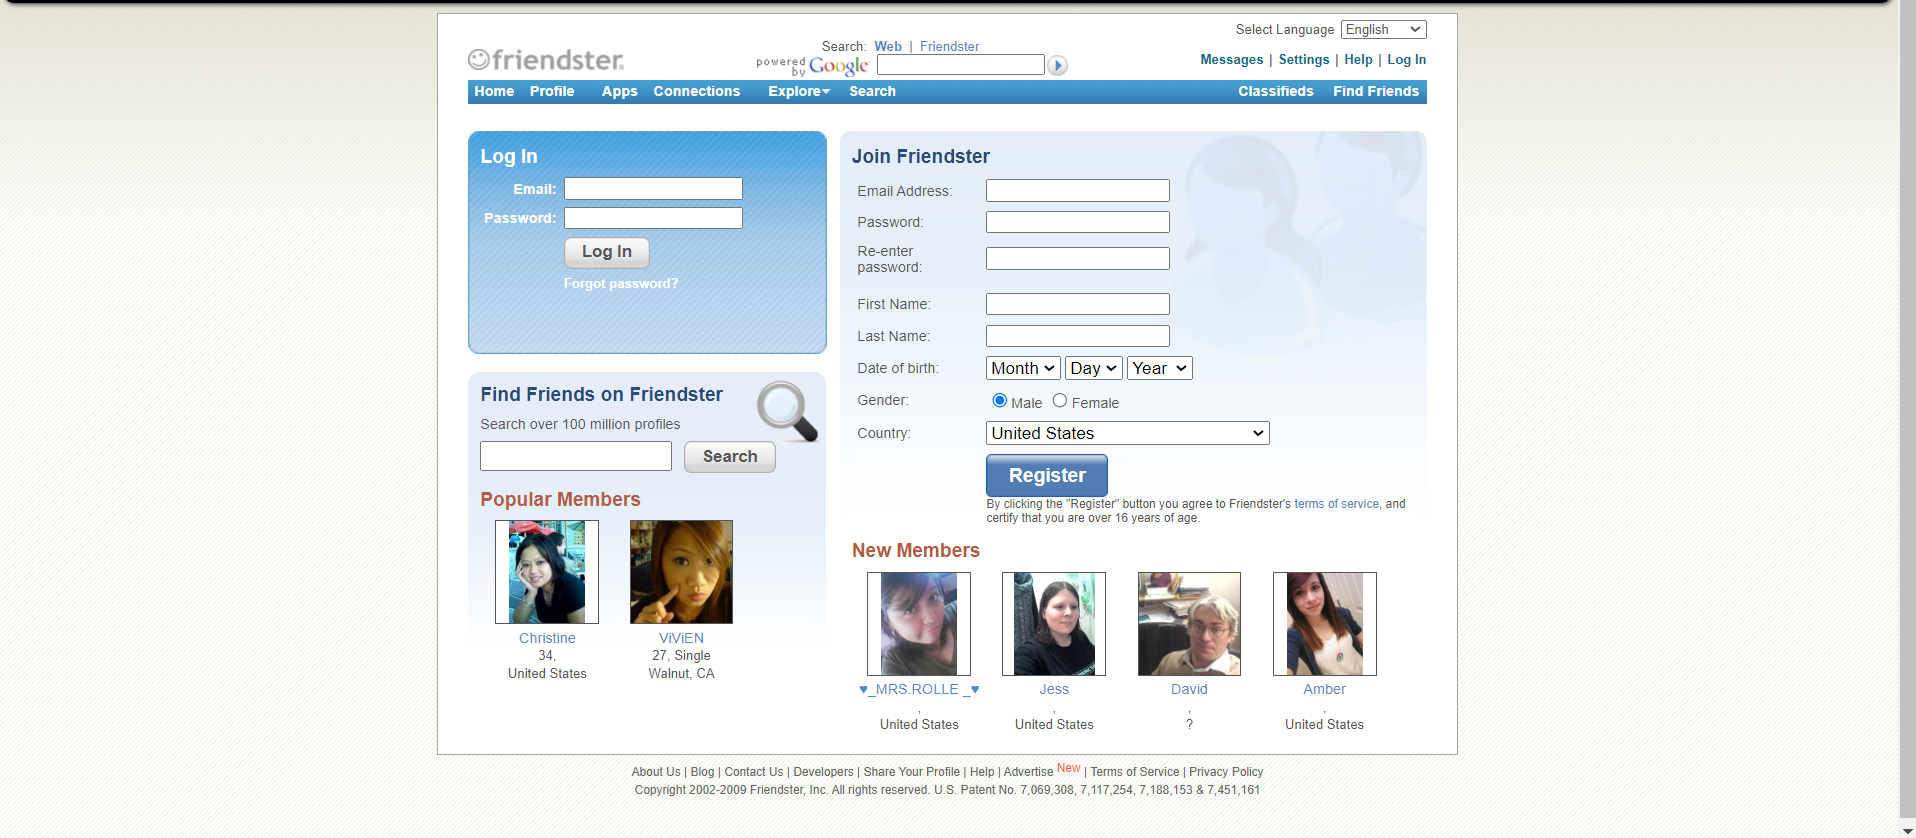 Select Language English
Search: Web | Friendster
friendster
powered by Google
Messages | Settings | Help | Log In
Home Profile Apps Connections Explore Search Classifieds Find Friends
Log In
Email:
Password:
Log In
Forgot password?
Find Friends on Friendster
Search over 100 million profiles
Search
Popular Members
Christine
34,
United States
ViViEN
27, Single
Walnut, CA
Join Friendster
Email Address:
Password:
Re-enter
password:
First Name:
Last Name:
Date of birth: Month Day Year
Gender: Male Female
Country: United States
Register
By clicking the "Register" button you agree to Friendster's terms of service, and
certify that you are over 16 years of age.
New Members
♥_MRS.ROLLE _♥
,
United States
Jess
,
United States
David
,
?
Amber
,
United States
About Us | Blog | Contact Us | Developers | Share Your Profile | Help | Advertise New | Terms of Service | Privacy Policy
Copyright 2002-2009 Friendster, Inc. All rights reserved. U.S. Patent No. 7,069,308, 7,117,254, 7,188,153 & 7,451,161